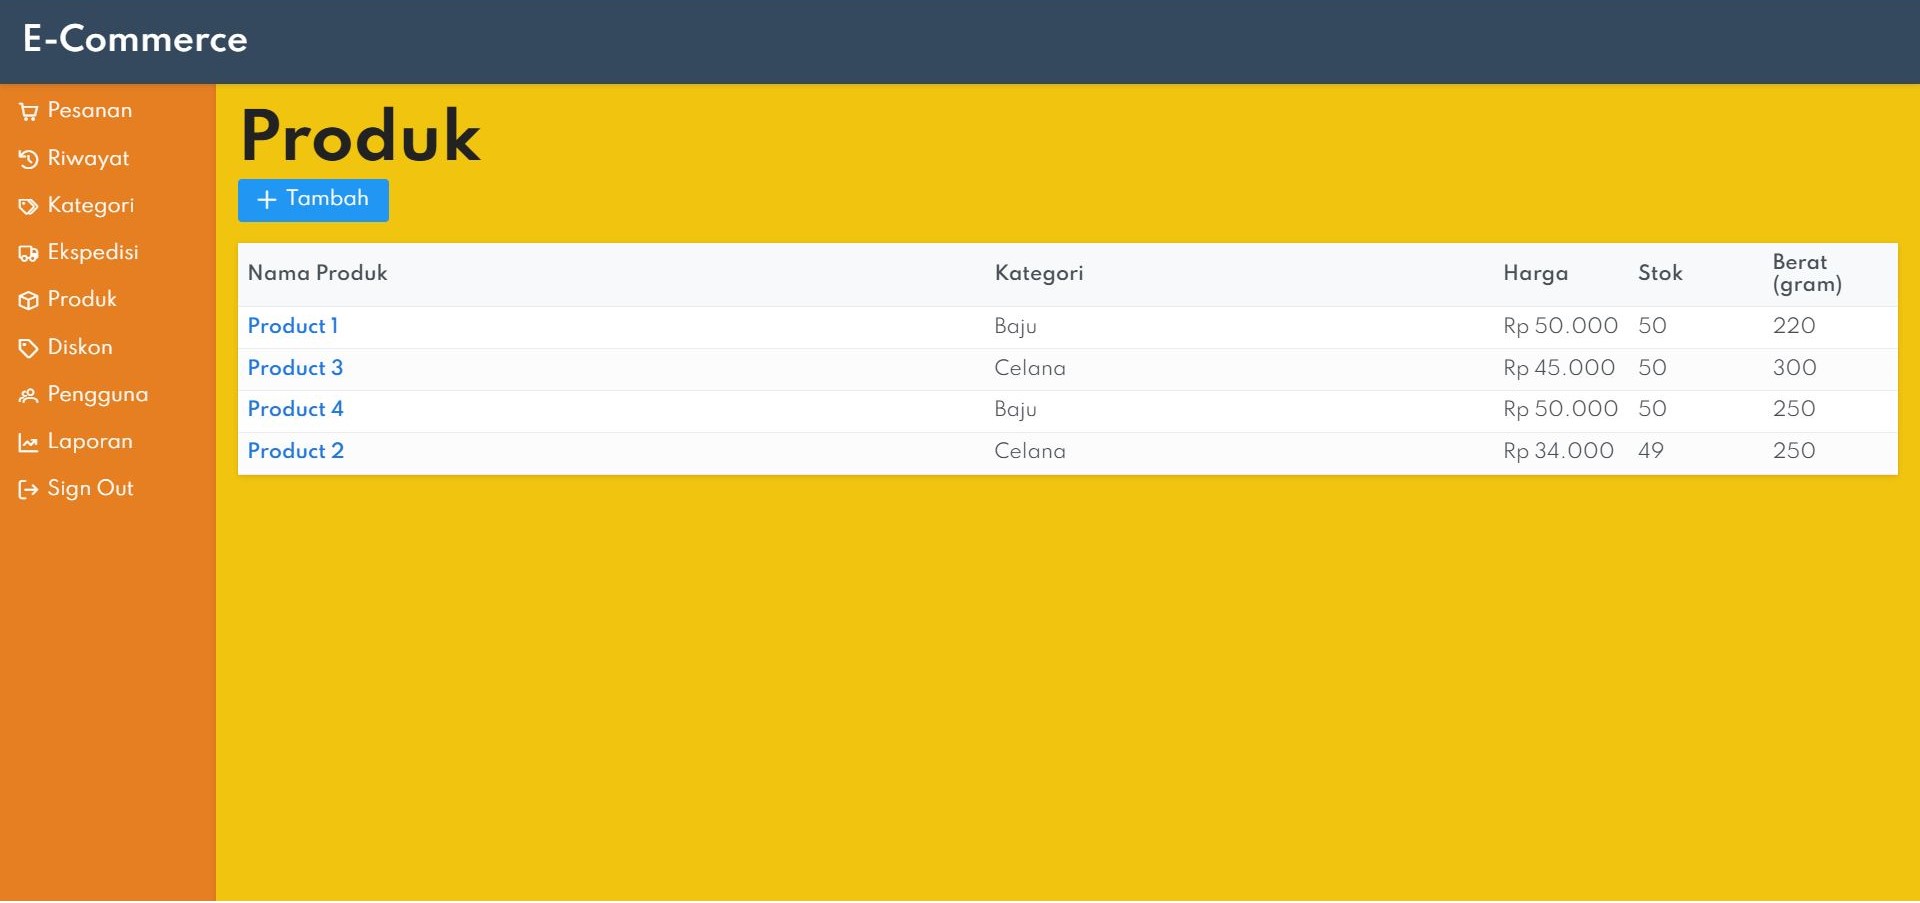 E-Commerce
Pesanan
Riwayat
Kategori
Ekspedisi
Produk
Diskon
Pengguna
Laporan
Sign Out
Produk
+ Tambah
Nama Produk Kategori Harga Stok Berat (gram)
Product 1 Baju Rp 50.000 50 220
Product 3 Celana Rp 45.000 50 300
Product 4 Baju Rp 50.000 50 250
Product 2 Celana Rp 34.000 49 250